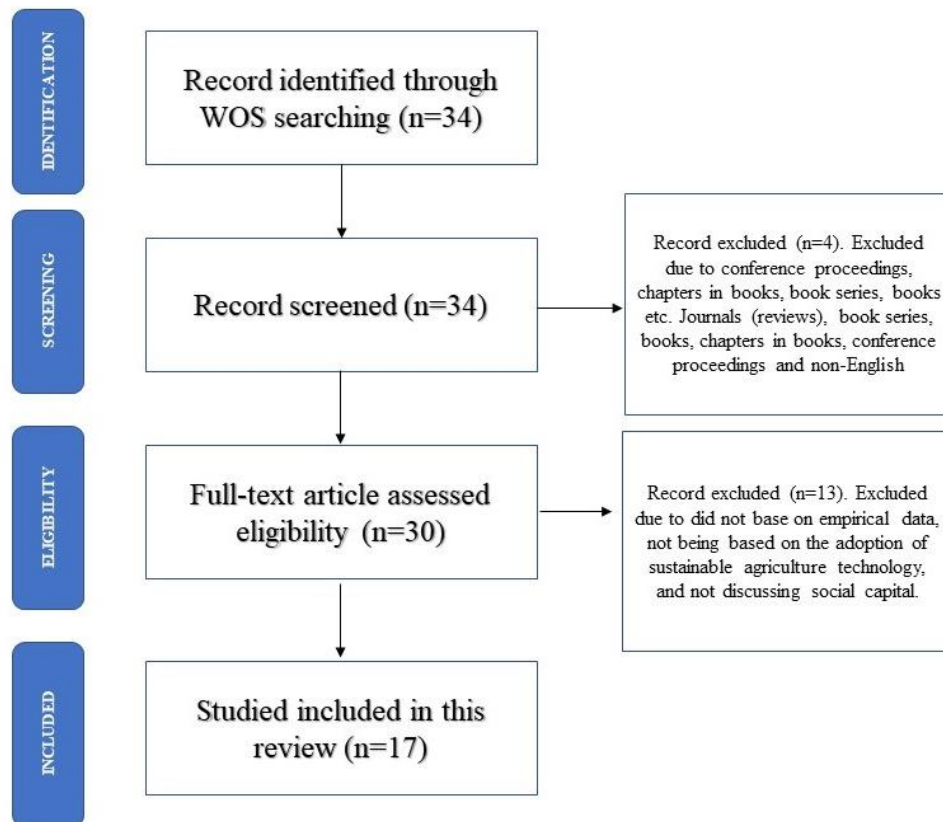 IDENTIFICATION
Record identified through
WOS searching (n=34)
SCREENING
Record screened (n=34)
Record excluded (n=4). Excluded
due to conference proceedings,
chapters in books, book series, books
etc. Journals (reviews), book series,
books, chapters in books, conference
proceedings and non-English
ELIGIBILITY
Full-text article assessed
eligibility (n=30)
Record excluded (n=13). Excluded
due to did not base on empirical data,
not being based on the adoption of
sustainable agriculture technology,
and not discussing social capital.
INCLUDED
Studied included in this
review (n=17)